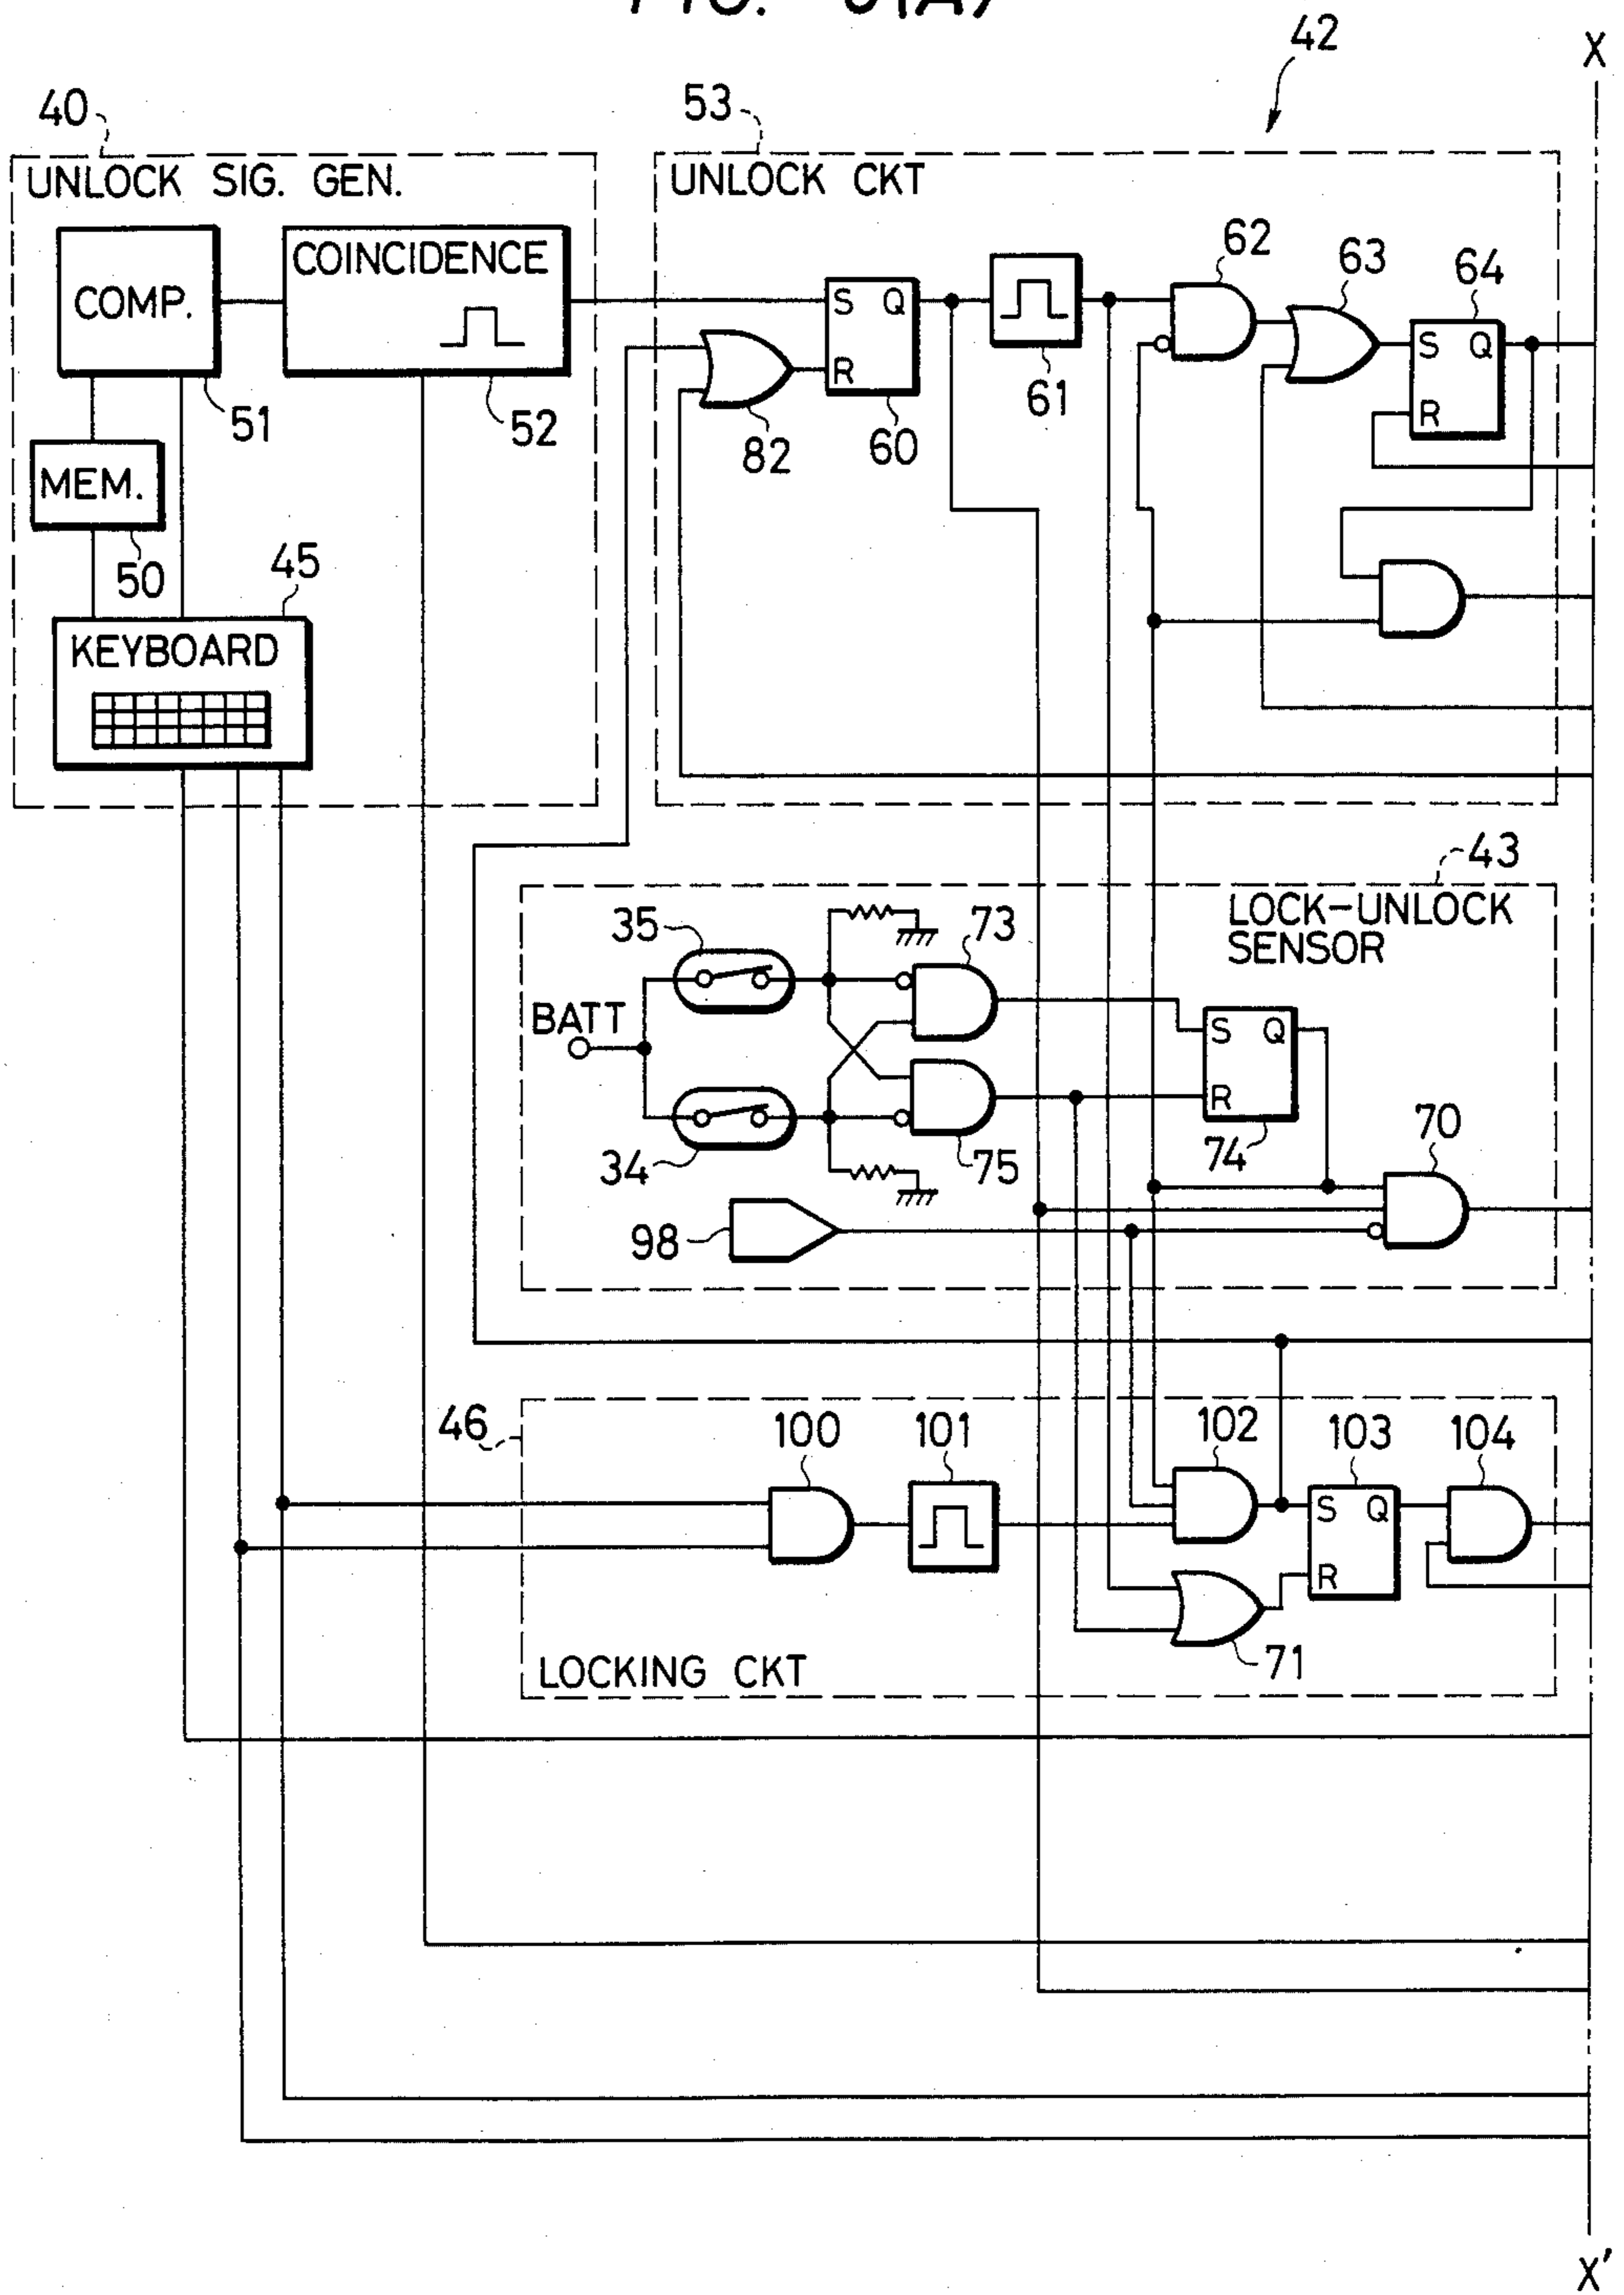 FIG. 6(A)
42
X
40
53
UNLOCK SIG. GEN.
UNLOCK CKT
COMP.
COINCIDENCE
S Q
R
62
63
64
S Q
R
51
52
82
60
61
MEM.
50
45
KEYBOARD
43
LOCK-UNLOCK
SENSOR
35
73
BATT
S Q
R
34
75
74
70
98
46
100
101
102
103
104
S Q
R
71
LOCKING CKT
X'